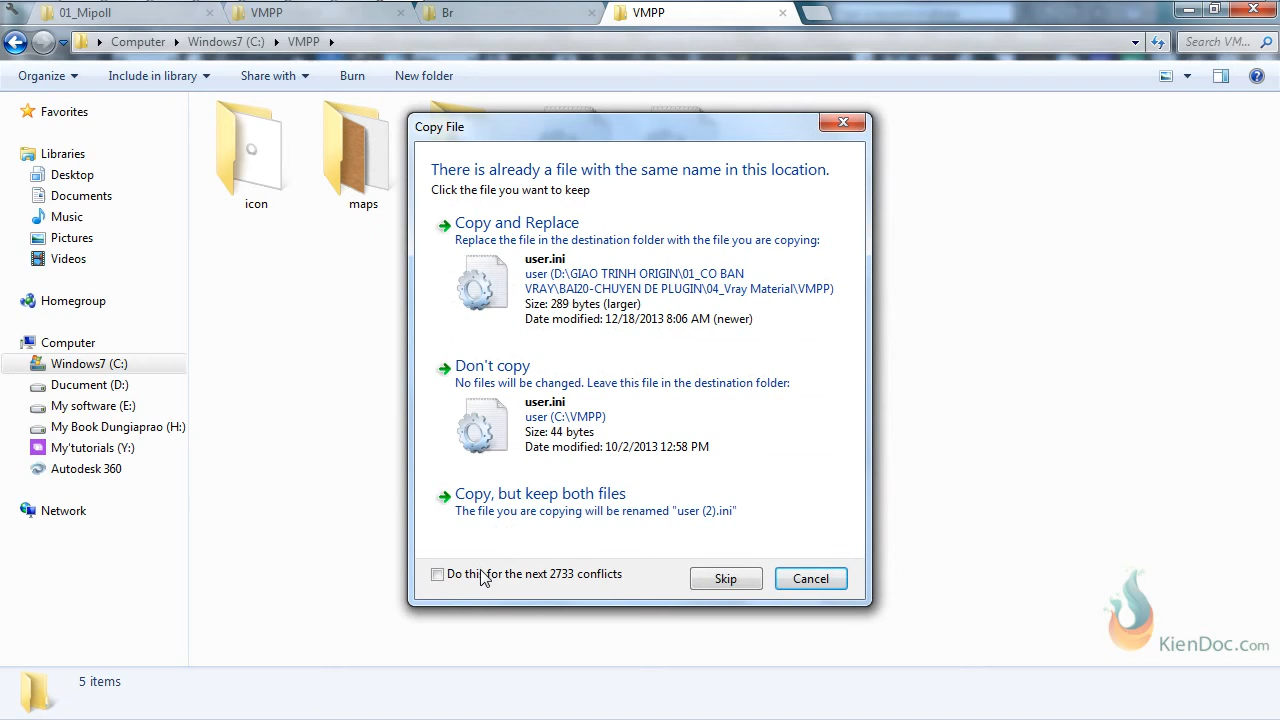 01_Mipoll
VMPP
Br
VMPP
Computer
Windows7 (C:)
VMPP
Search VM...
Organize
Include in library
Share with
Burn
New folder
Favorites
Libraries
Desktop
Documents
Music
Pictures
Videos
Homegroup
Computer
Windows7 (C:)
Ducument (D:)
My software (E:)
My Book Dungiaprao (H:)
My'tutorials (Y:)
Autodesk 360
Network
icon
maps
Copy File
There is already a file with the same name in this location.
Click the file you want to keep
Copy and Replace
Replace the file in the destination folder with the file you are copying:
user.ini
user (D:\GIAO TRINH ORIGIN\01_CO BAN
VRAY\BAI20-CHUYEN DE PLUGIN\04_Vray Material\VMPP)
Size: 289 bytes (larger)
Date modified: 12/18/2013 8:06 AM (newer)
Don't copy
No files will be changed. Leave this file in the destination folder:
user.ini
user (C:\VMPP)
Size: 44 bytes
Date modified: 10/2/2013 12:58 PM
Copy, but keep both files
The file you are copying will be renamed "user (2).ini"
Do this for the next 2733 conflicts
Skip
Cancel
KienDoc.com
5 items